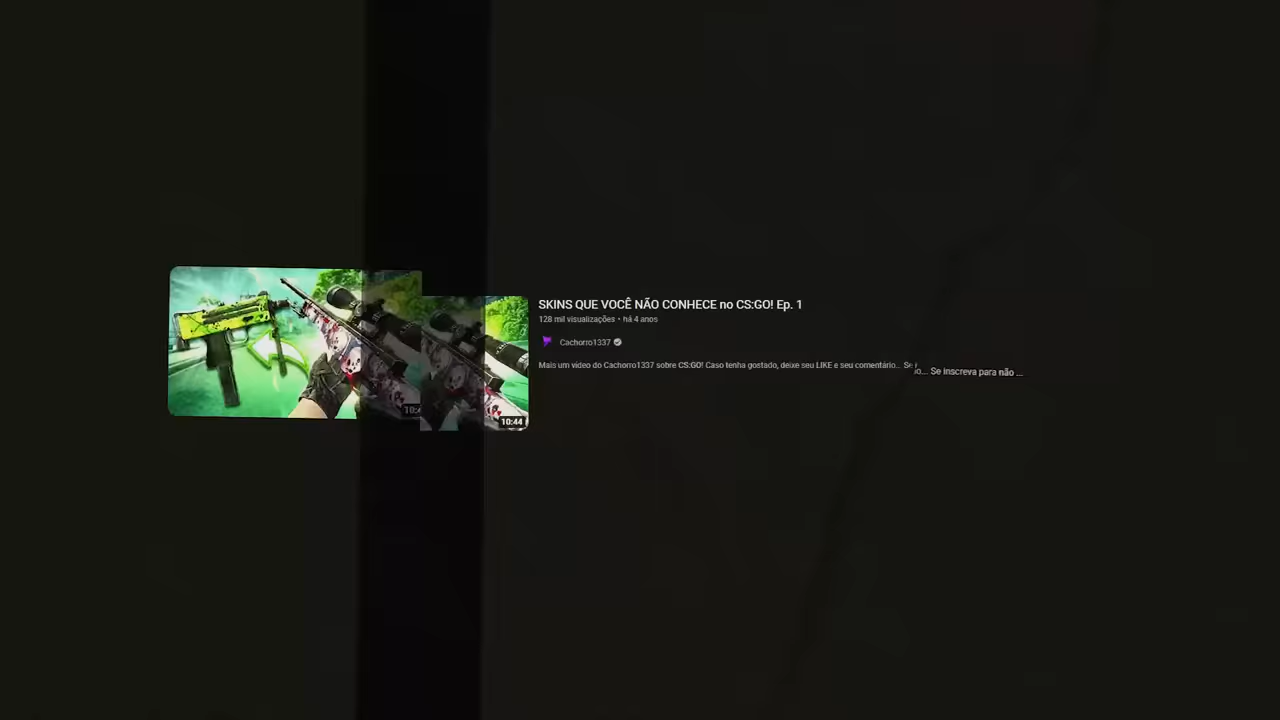 SKINS QUE VOCÊ NÃO CONHECE no CS:GO! Ep. 1
128 mil visualizações • há 4 anos
Cachorro1337
Mais um vídeo do Cachorro1337 sobre CS:GO! Caso tenha gostado, deixe seu LIKE e seu comentário... Se
... Se inscreva para não ...
10:44